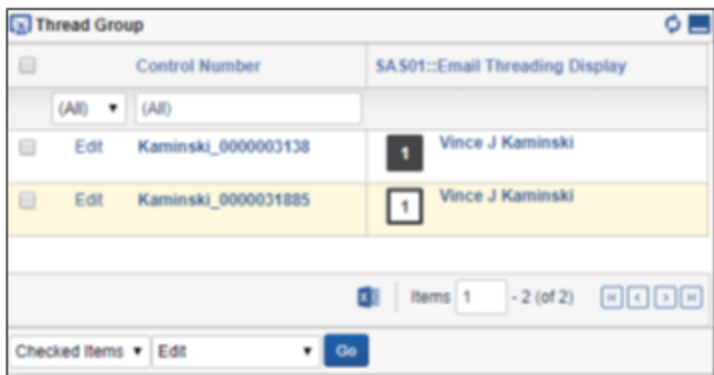 Thread Group
Control Number SAS01::Email Threading Display
(All) (All)
Edit Kaminski_0000003138 1 Vince J Kaminski
Edit Kaminski_0000031885 1 Vince J Kaminski
Items 1 - 2 (of 2)
Checked Items Edit Go